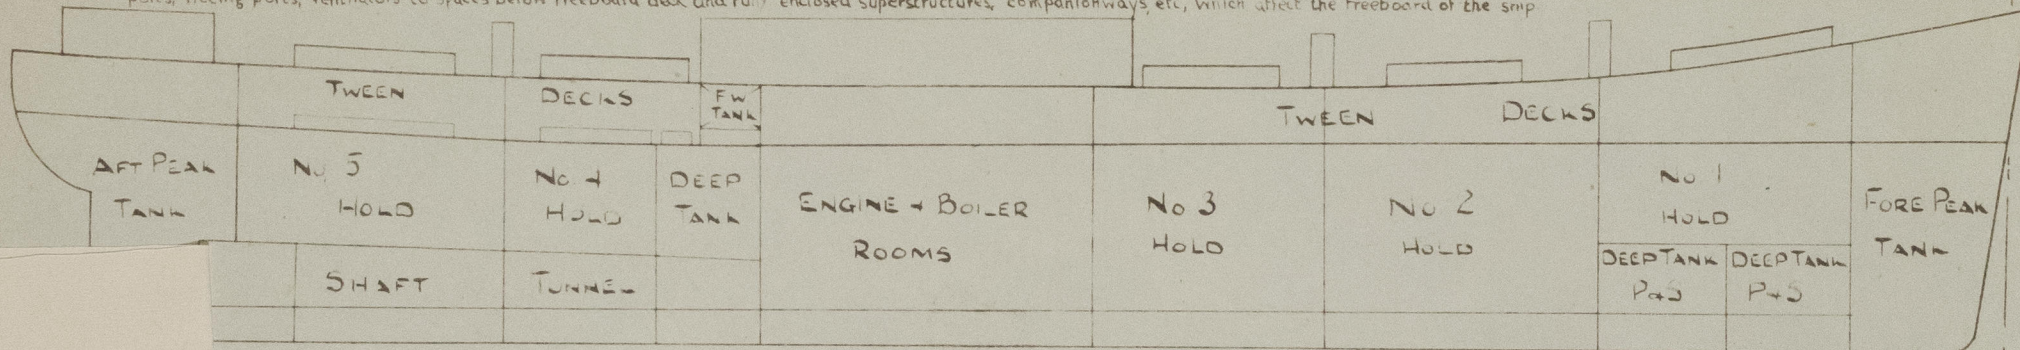 ports, freeing ports, ventilators to spaces below freeboard deck and fully enclosed superstructures, companionways, etc, which affect the freeboard of the ship
TWEEN DECKS
FW
TANK
TWEEN DECKS
AFT PEAK
TANK
No 5
HOLD
No. 4
HOLD
DEEP
TANK
ENGINE + BOILER
ROOMS
No 3
HOLD
No 2
HOLD
No 1
HOLD
FORE PEAK
TANK
DEEP TANK
P+S
DEEP TANK
P+S
SHAFT TUNNEL